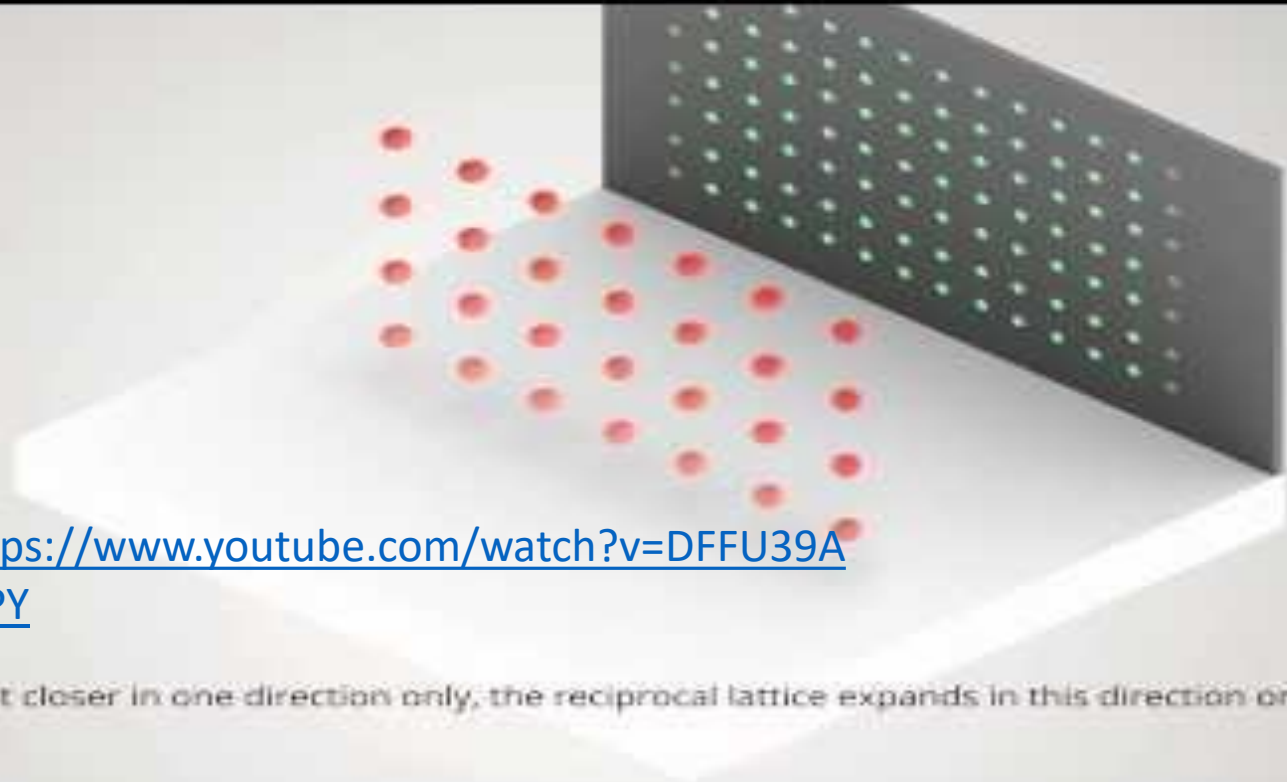 ps://www.youtube.com/watch?v=DFFU39A
PY
t closer in one direction only, the reciprocal lattice expands in this direction